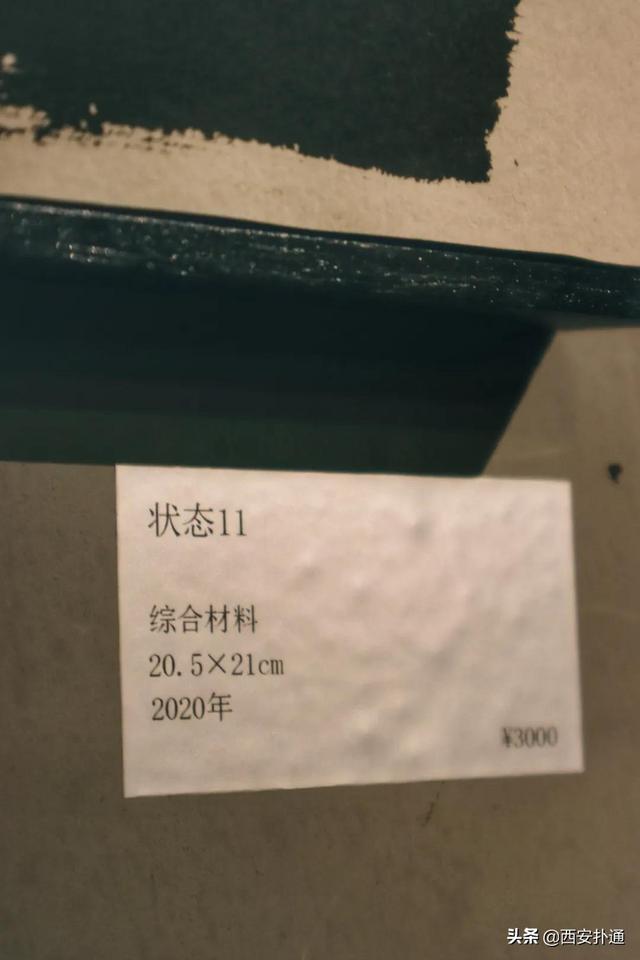 状态11
综合材料
20.5×21cm
2020年
¥3000
头条 @西安扑通